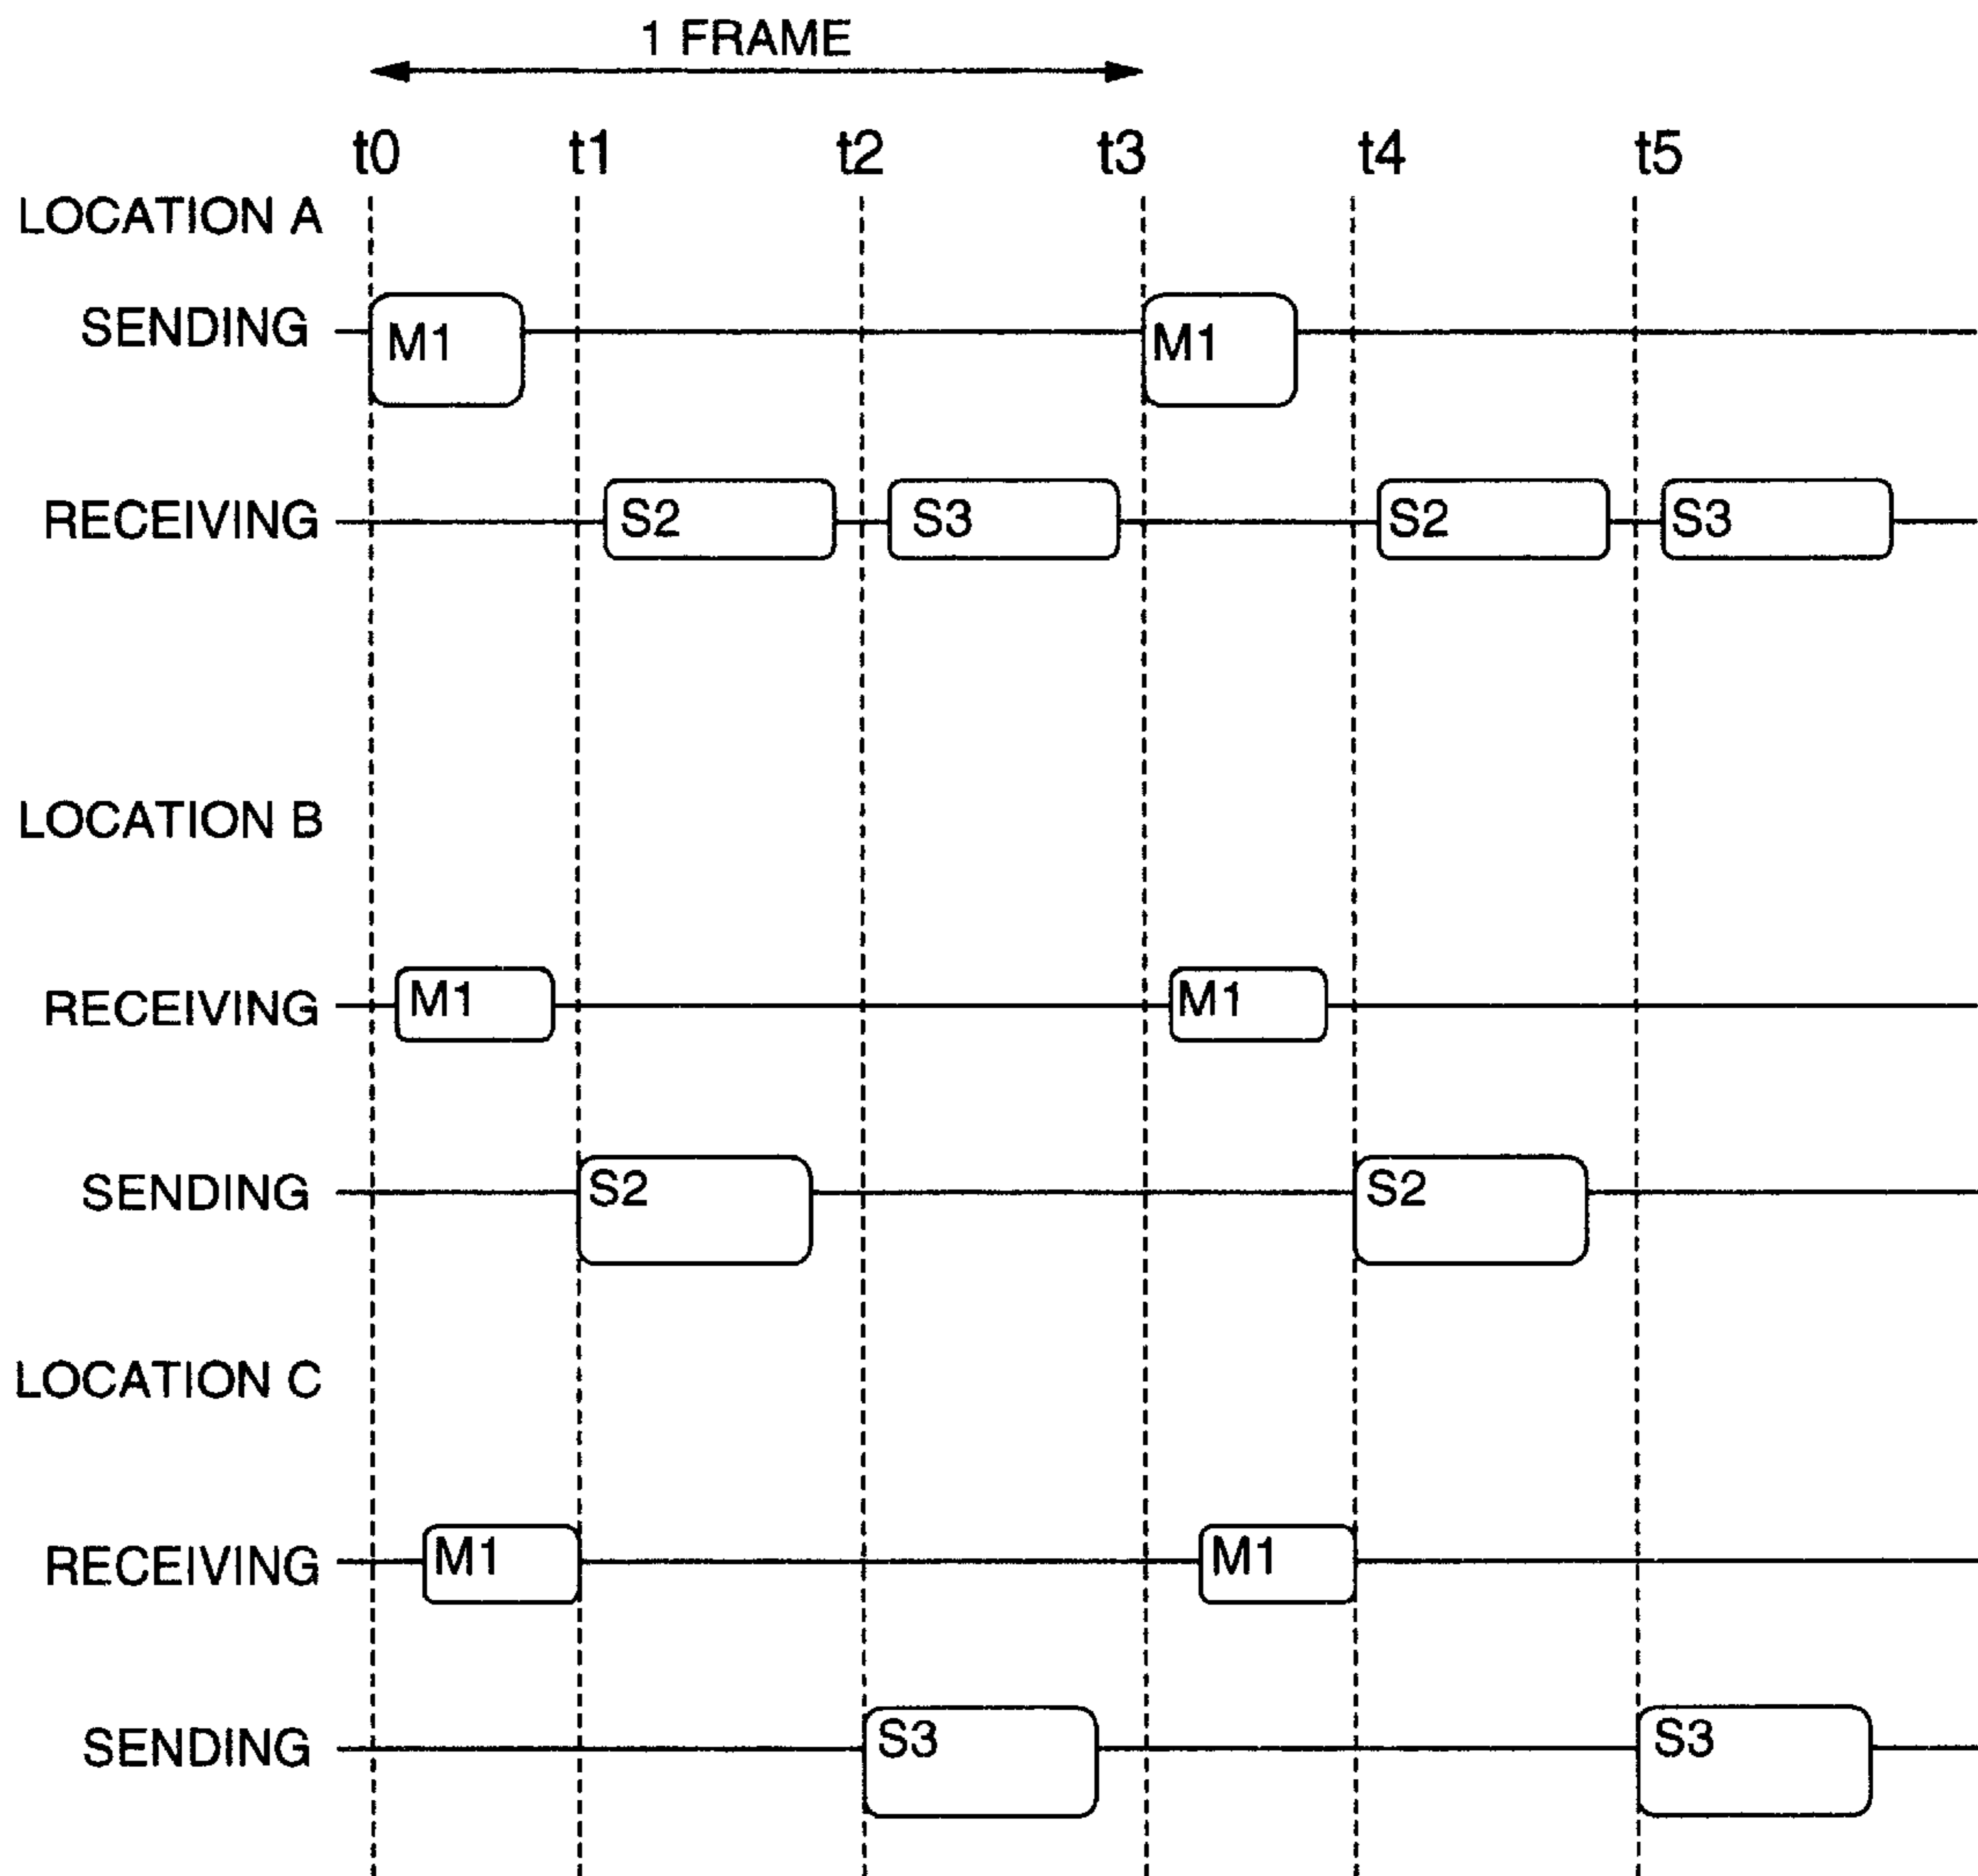 1 FRAME
t0 t1 t2 t3 t4 t5
LOCATION A
SENDING M1 M1
RECEIVING S2 S3 S2 S3
LOCATION B
RECEIVING M1 M1
SENDING S2 S2
LOCATION C
RECEIVING M1 M1
SENDING S3 S3